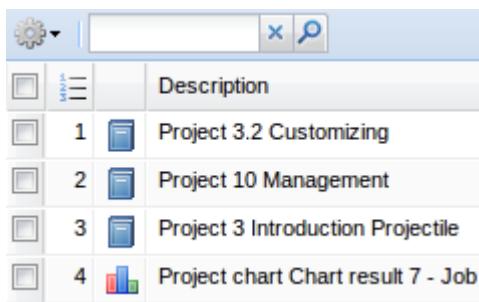 Description
1 Project 3.2 Customizing
2 Project 10 Management
3 Project 3 Introduction Projectile
4 Project chart Chart result 7 - Job